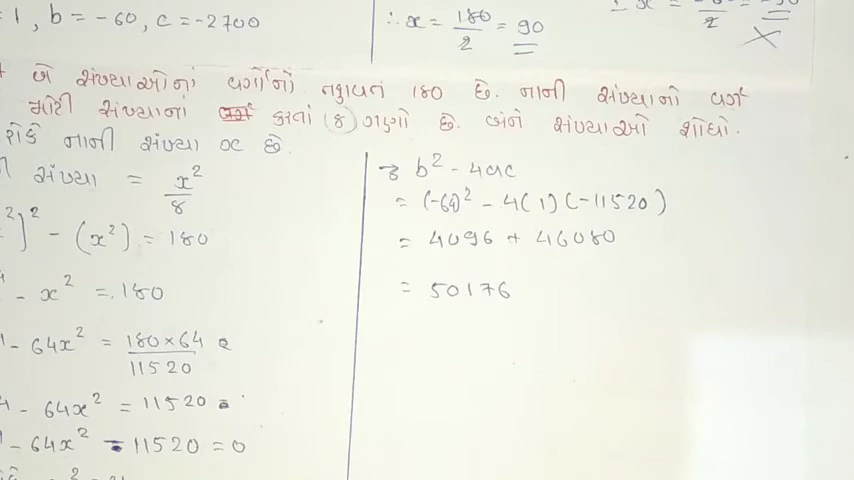 = 1, b = -60, c = -2700
∴ x = 180/2 = 90
બે સંખ્યાઓનાં વર્ગોનો તફાવત ૧૮૦ છે. નાની સંખ્યાનો વર્ગ
મોટી સંખ્યાનાં કરતાં (8) ગણો છે. બંને સંખ્યાઓ શોધો.
ધારોકે નાની સંખ્યા x છે.
સંખ્યા = x²/8
²]² - (x²) = 180
- x² = 180
- 64x² = 180×64
11520
- 64x² = 11520
- 64x² - 11520 = 0
→ b² - 4ac
= (-64)² - 4(1)(-11520)
= 4096 + 46080
= 50176